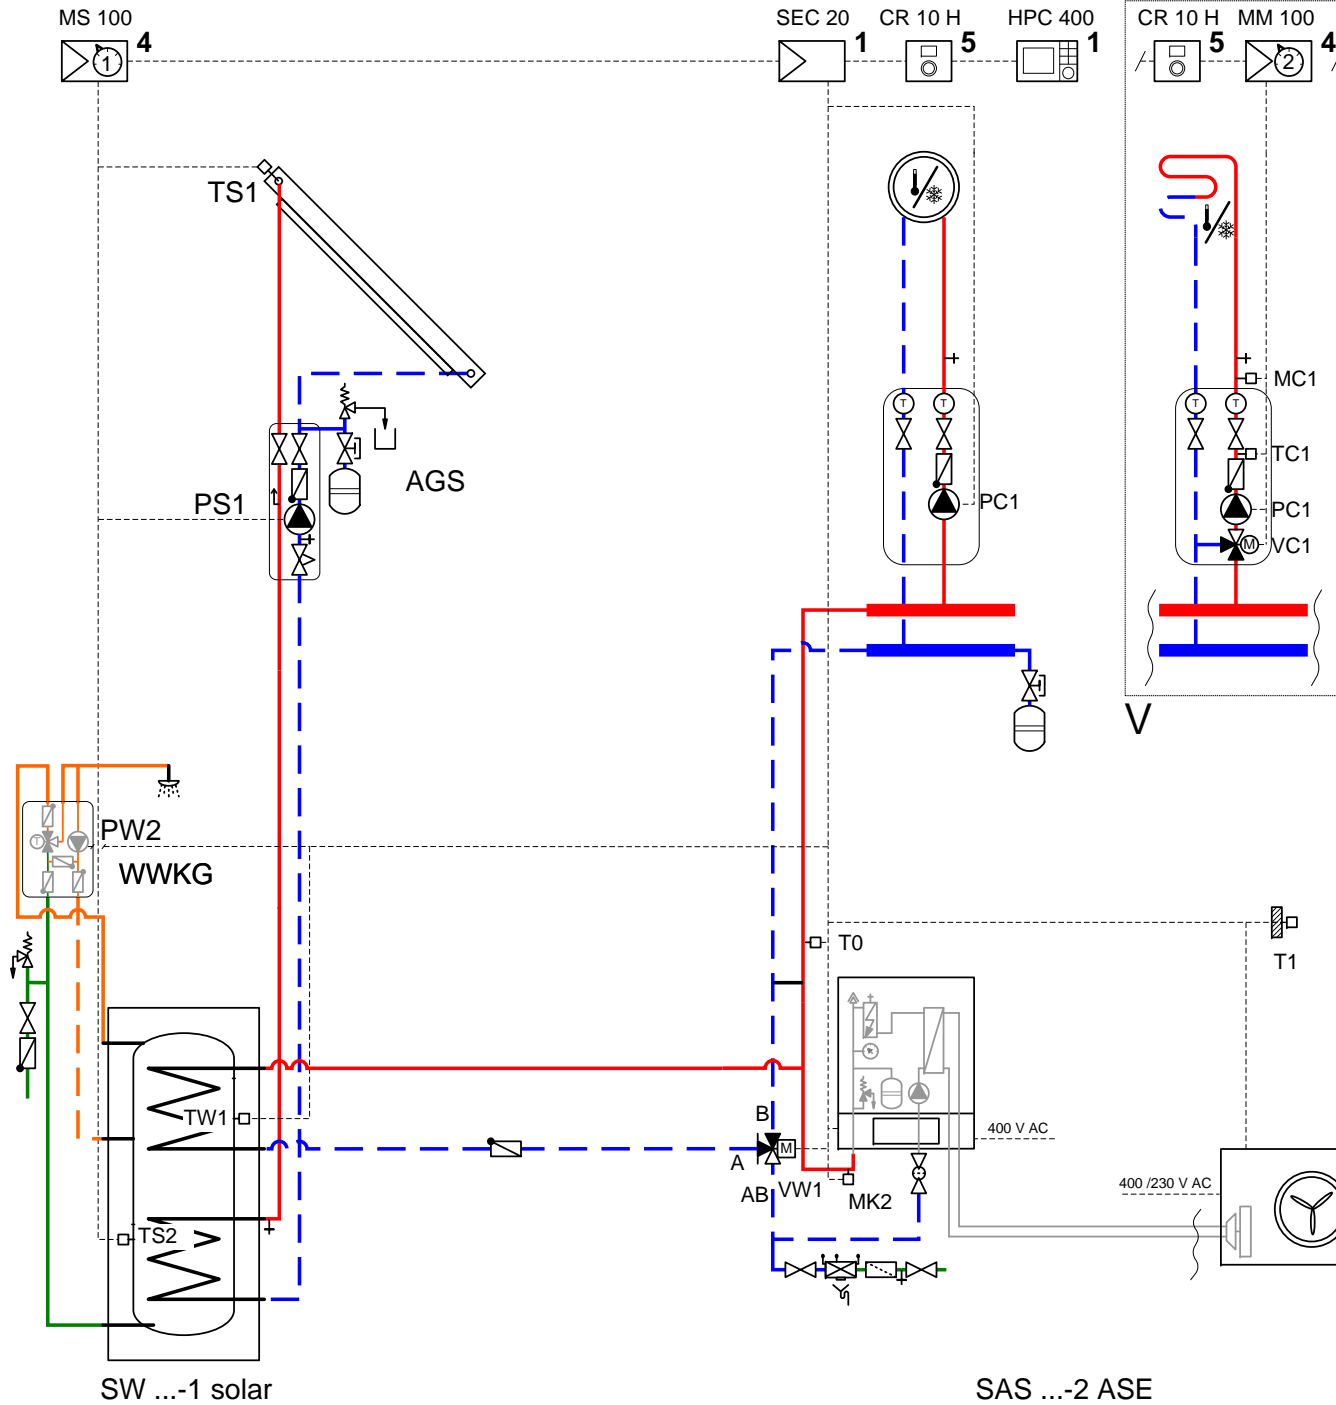 MS 100 SEC 20 CR 10 H HPC 400 CR 10 H MM 100
1 4 1 5 1 5 2 4
TS1
MC1
T T T T
TC1
AGS
PS1 PC1 PC1
M VC1
V
T PW2
WWKG
T0
T1
TW1 B
400 V AC
A M
AB VW1 MK2 400 /230 V AC
TS2
SW ...-1 solar SAS ...-2 ASE